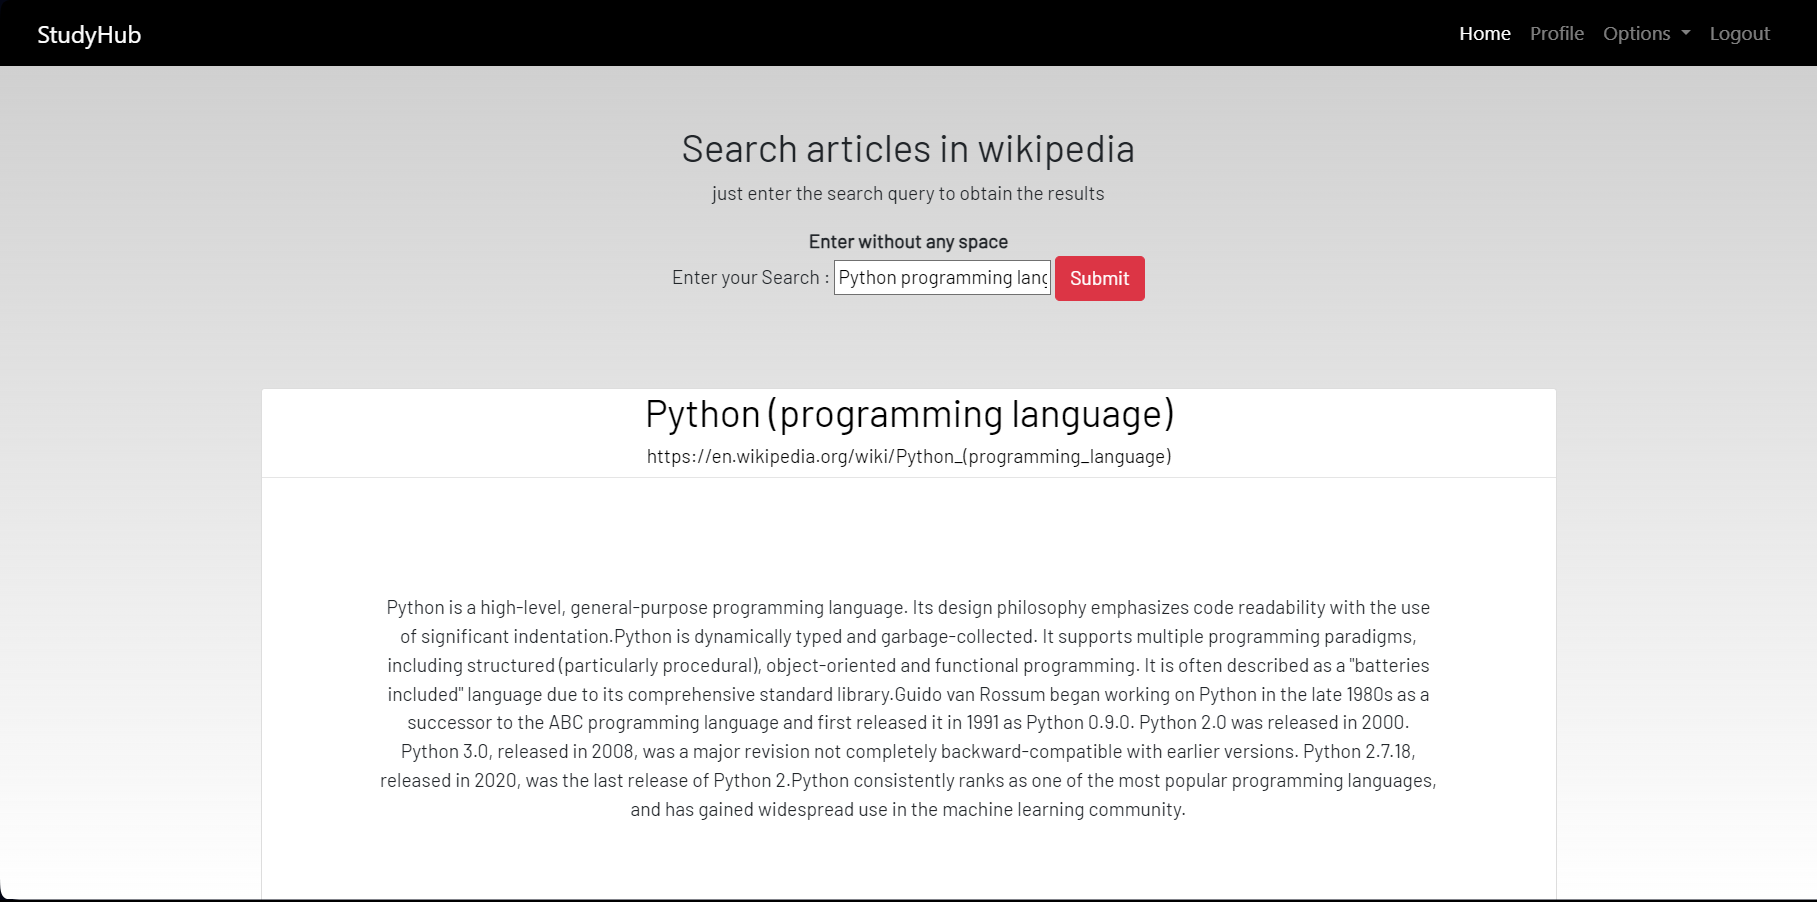 StudyHub
Home Profile Options Logout
Search articles in wikipedia
just enter the search query to obtain the results
Enter without any space
Enter your Search : Python programming lang Submit
Python (programming language)
https://en.wikipedia.org/wiki/Python_(programming_language)
Python is a high-level, general-purpose programming language. Its design philosophy emphasizes code readability with the use
of significant indentation.Python is dynamically typed and garbage-collected. It supports multiple programming paradigms,
including structured (particularly procedural), object-oriented and functional programming. It is often described as a "batteries
included" language due to its comprehensive standard library.Guido van Rossum began working on Python in the late 1980s as a
successor to the ABC programming language and first released it in 1991 as Python 0.9.0. Python 2.0 was released in 2000.
Python 3.0, released in 2008, was a major revision not completely backward-compatible with earlier versions. Python 2.7.18,
released in 2020, was the last release of Python 2.Python consistently ranks as one of the most popular programming languages,
and has gained widespread use in the machine learning community.